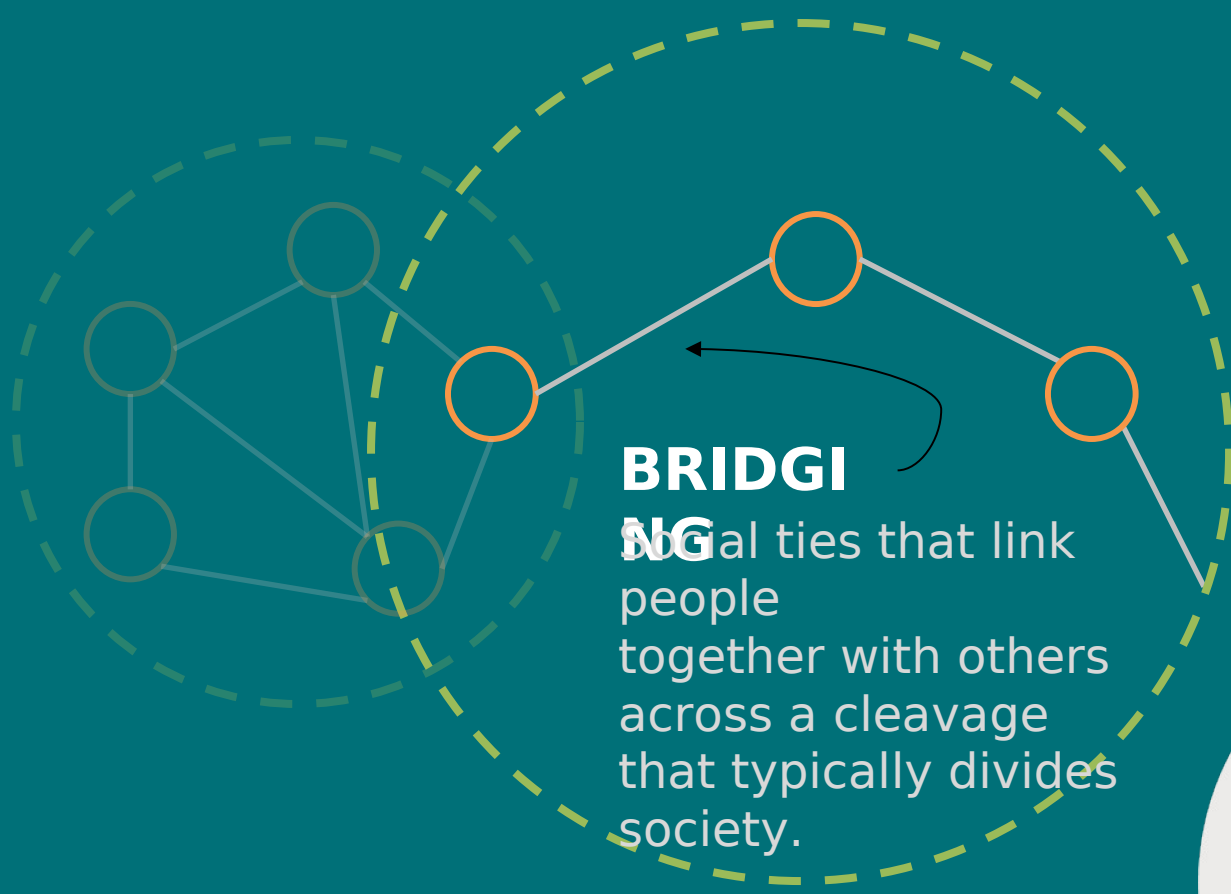 BRIDGI
NG
Social ties that link
people
together with others
across a cleavage
that typically divides
society.